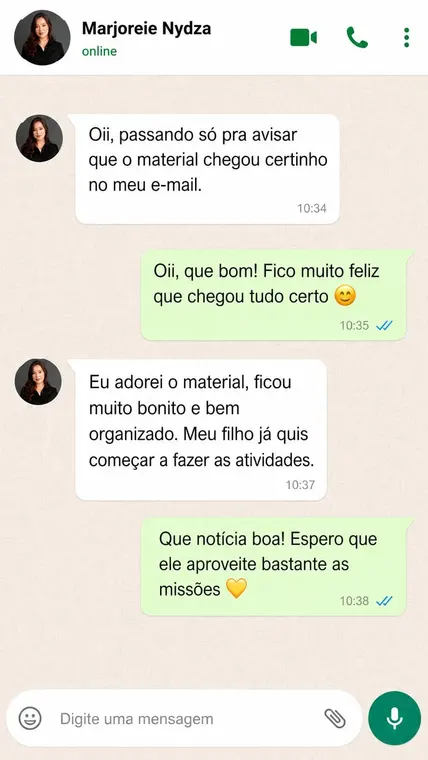 Marjoreie Nydza
online
Oii, passando só pra avisar
que o material chegou certinho
no meu e-mail.
10:34
Oii, que bom! Fico muito feliz
que chegou tudo certo 😊
10:35
Eu adorei o material, ficou
muito bonito e bem
organizado. Meu filho já quis
começar a fazer as atividades.
10:37
Que notícia boa! Espero que
ele aproveite bastante as
missões 💛
10:38
Digite uma mensagem